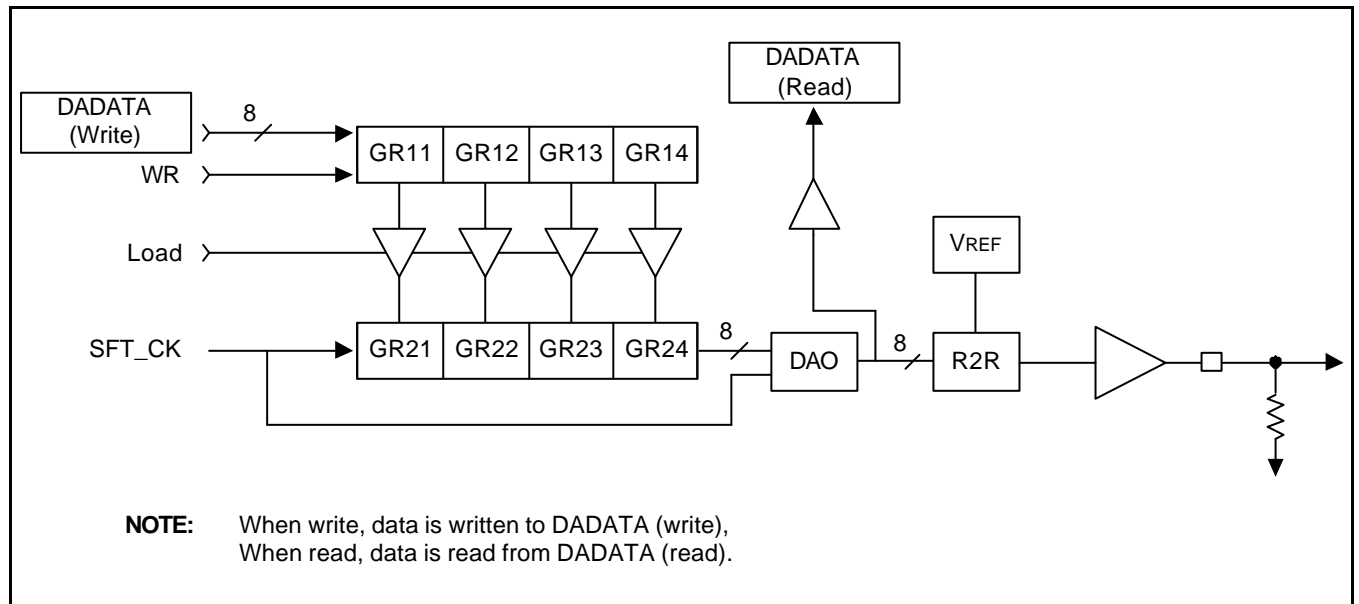 DADATA
(Read)
DADATA
(Write)
8
WR
GR11 GR12 GR13 GR14
Load
VREF
SFT_CK
GR21 GR22 GR23 GR24
8
DAO
8
R2R
NOTE: When write, data is written to DADATA (write),
When read, data is read from DADATA (read).